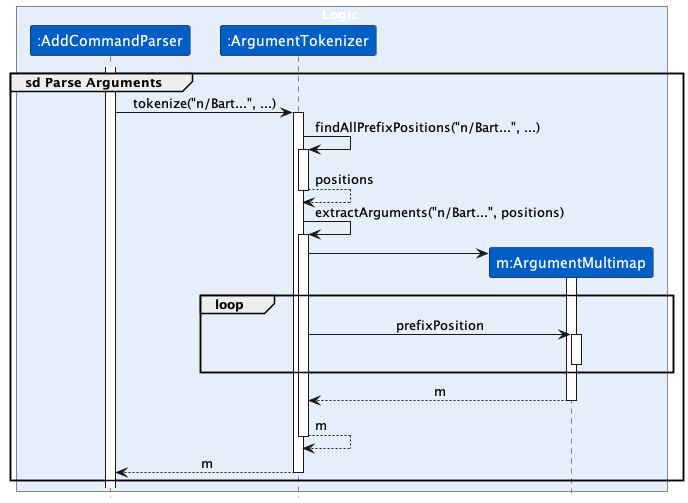 Logic
:AddCommandParser
:ArgumentTokenizer
sd Parse Arguments
tokenize("n/Bart...", ...)
findAllPrefixPositions("n/Bart...", ...)
positions
extractArguments("n/Bart...", positions)
m:ArgumentMultimap
loop
prefixPosition
m
m
m